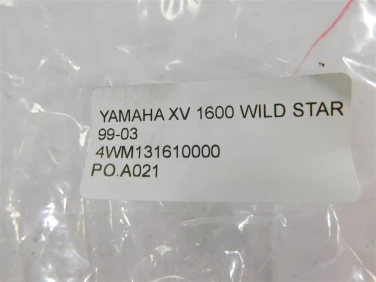 YAMAHA XV 1600 WILD STAR
99-03
4WM131610000
PO.A021